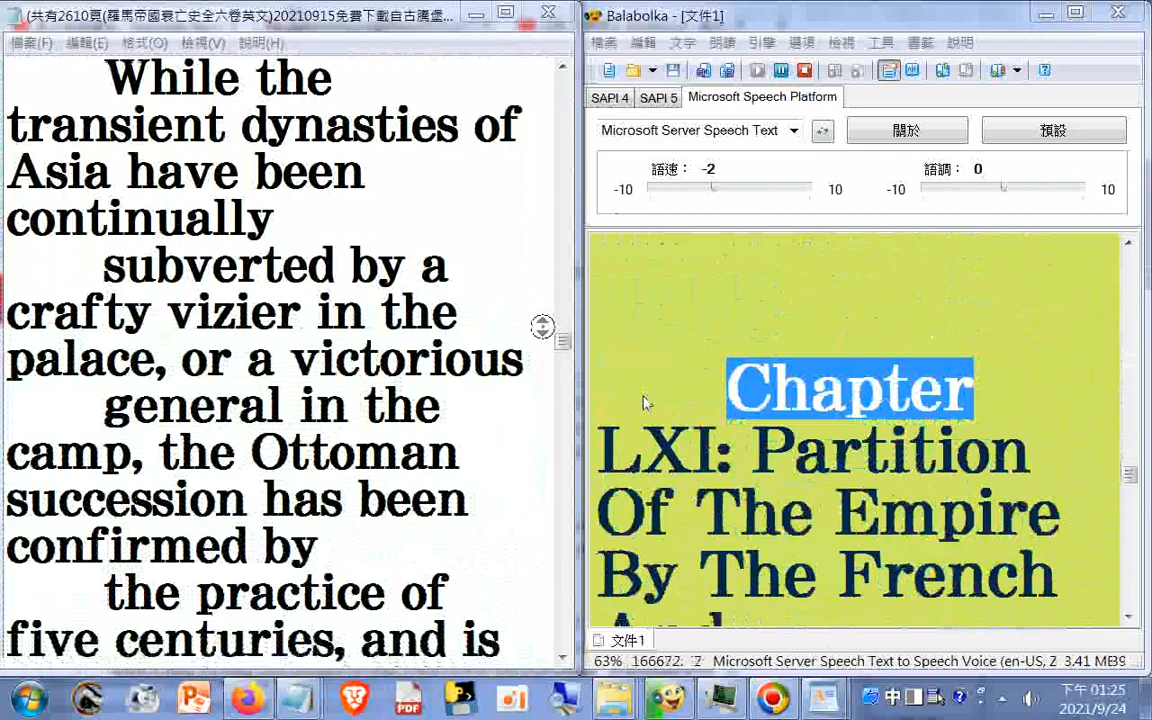 (共有2610頁(羅馬帝國衰亡史全六卷英文)20210915免費下載自古騰堡...
檔案(F) 編輯(E) 格式(O) 檢視(V) 說明(H)
While the
transient dynasties of
Asia have been
continually
subverted by a
crafty vizier in the
palace, or a victorious
general in the
camp, the Ottoman
succession has been
confirmed by
the practice of
five centuries, and is
Balabolka - [文件1]
檔案 編輯 文字 朗讀 引擎 選項 檢視 工具 書籤 說明
SAPI 4 SAPI 5 Microsoft Speech Platform
Microsoft Server Speech Text 關於 預設
語速： -2 語調： 0
-10 10 -10 10
Chapter
LXI: Partition
Of The Empire
By The French
And
文件1
63% Microsoft Server Speech Text to Speech Voice (en-US, Z 3.41 MB
PDF
中
下午 01:25
2021/9/24